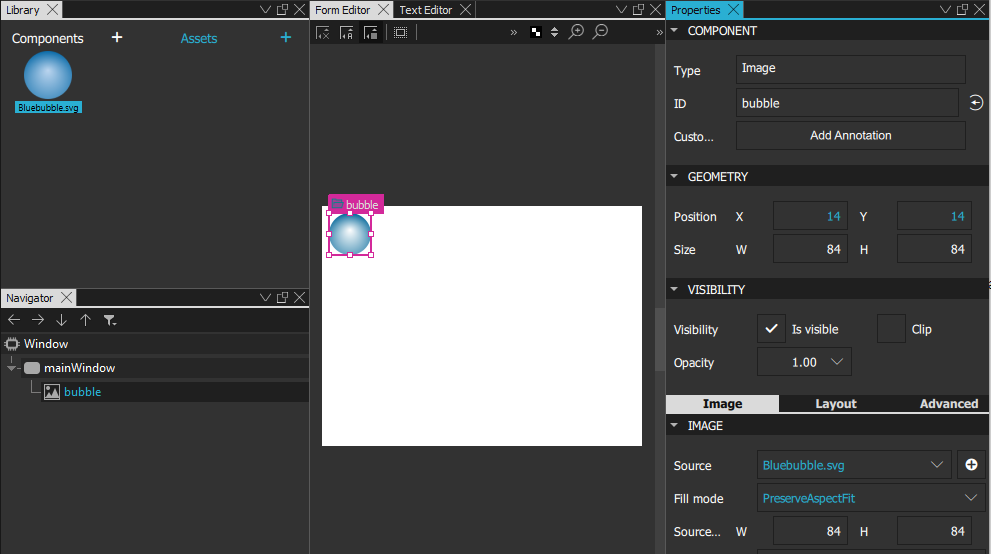 Library
Components + Assets +
Bluebubble.svg
Navigator
Window
mainWindow
bubble
Form Editor Text Editor
» »
bubble
Properties
COMPONENT
Type Image
ID bubble
Custo... Add Annotation
GEOMETRY
Position X 14 Y 14
Size W 84 H 84
VISIBILITY
Visibility Is visible Clip
Opacity 1.00
Image Layout Advanced
IMAGE
Source Bluebubble.svg
Fill mode PreserveAspectFit
Source... W 84 H 84